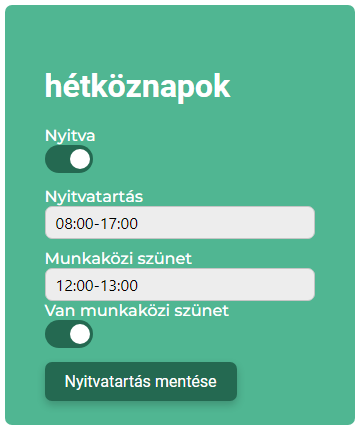 hétköznapok
Nyitva
Nyitvatartás
08:00-17:00
Munkaközi szünet
12:00-13:00
Van munkaközi szünet
Nyitvatartás mentése